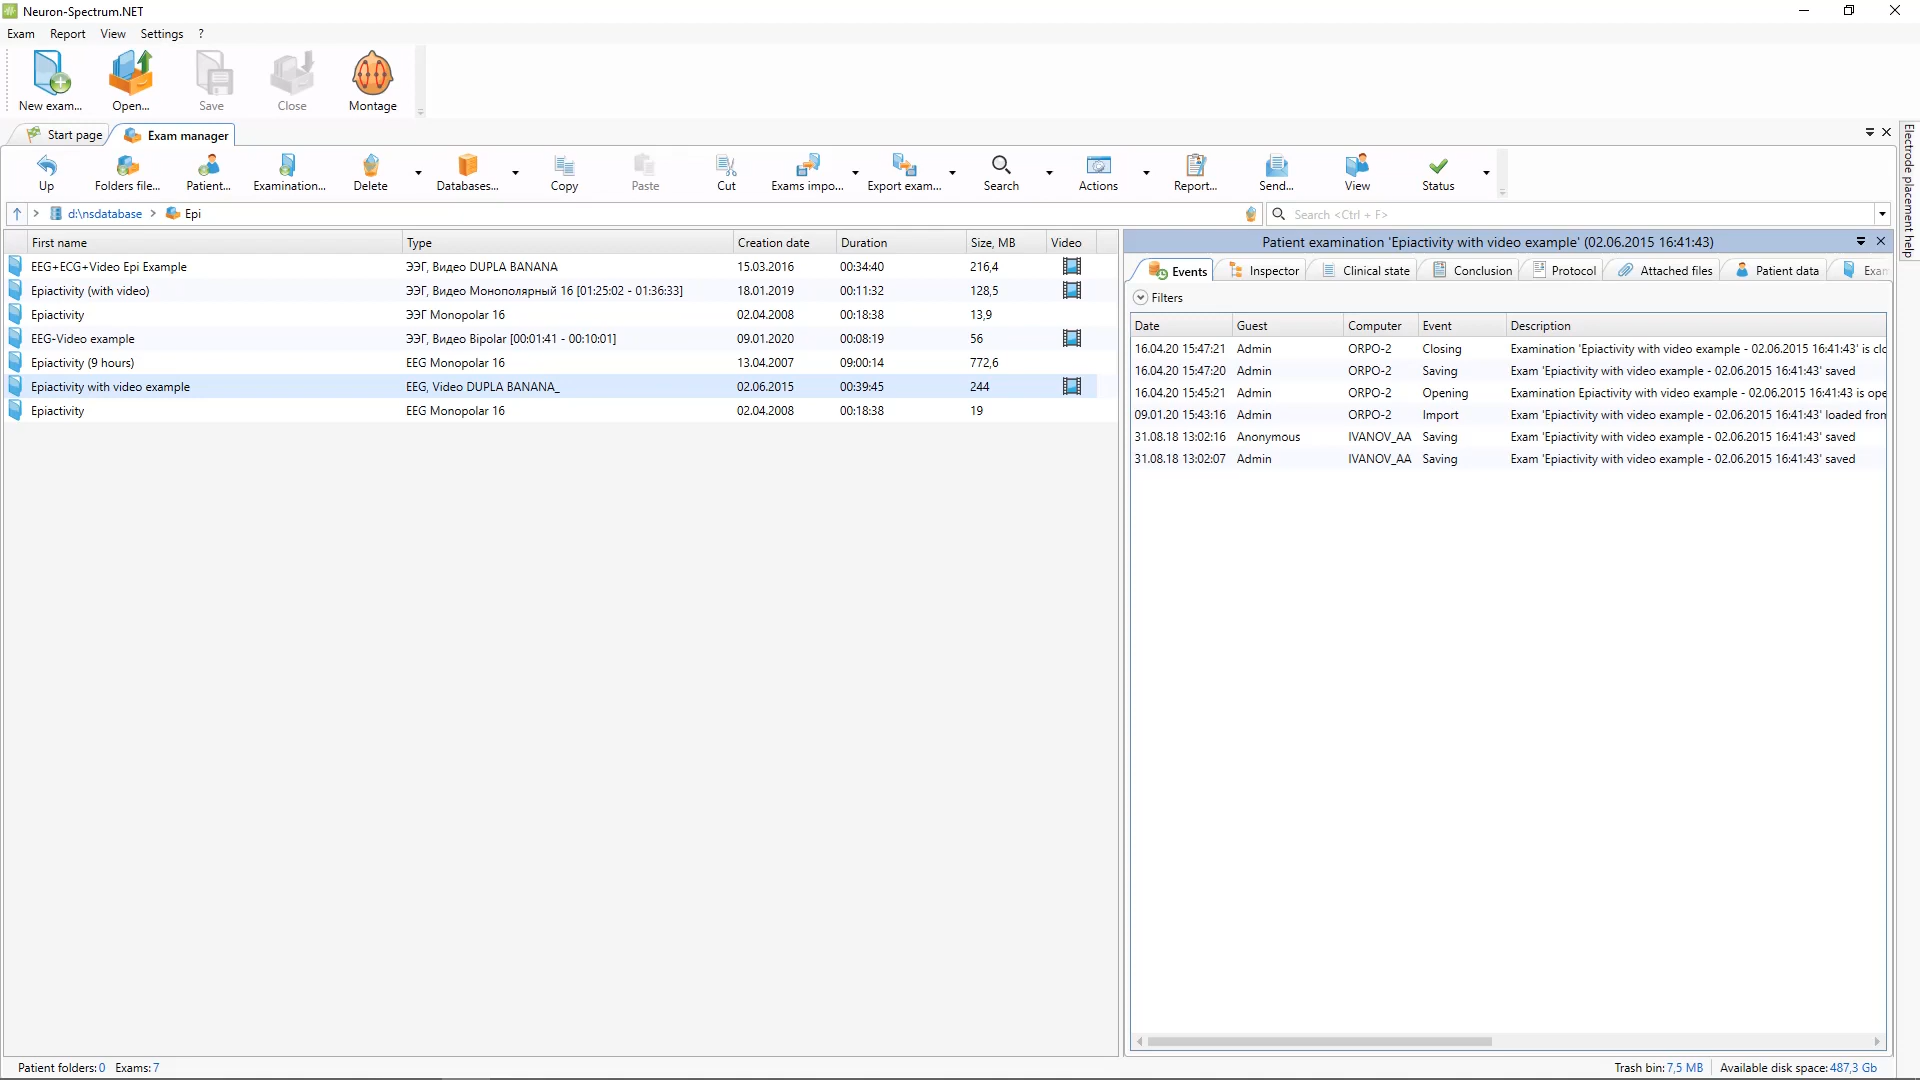 Neuron-Spectrum.NET
Exam Report View Settings ?
New exam... Open... Save Close Montage
Start page Exam manager
Up Folders file... Patient... Examination... Delete Databases... Copy Paste Cut Exams impo... Export exam... Search Actions Report... Send... View Status
d:\nsdatabase Epi Search <Ctrl + F>
First name Type Creation date Duration Size, MB Video
EEG+ECG+Video Epi Example ЭЭГ, Видео DUPLA BANANA 15.03.2016 00:34:40 216,4
Epiactivity (with video) ЭЭГ, Видео Монополярный 16 [01:25:02 - 01:36:33] 18.01.2019 00:11:32 128,5
Epiactivity ЭЭГ Monopolar 16 02.04.2008 00:18:38 13,9
EEG-Video example ЭЭГ, Видео Bipolar [00:01:41 - 00:10:01] 09.01.2020 00:08:19 56
Epiactivity (9 hours) EEG Monopolar 16 13.04.2007 09:00:14 772,6
Epiactivity with video example EEG, Video DUPLA BANANA_ 02.06.2015 00:39:45 244
Epiactivity EEG Monopolar 16 02.04.2008 00:18:38 19
Patient examination 'Epiactivity with video example' (02.06.2015 16:41:43)
Events Inspector Clinical state Conclusion Protocol Attached files Patient data Exam
Filters
Date Guest Computer Event Description
16.04.20 15:47:21 Admin ORPO-2 Closing Examination 'Epiactivity with video example - 02.06.2015 16:41:43' is clo
16.04.20 15:47:20 Admin ORPO-2 Saving Exam 'Epiactivity with video example - 02.06.2015 16:41:43' saved
16.04.20 15:45:21 Admin ORPO-2 Opening Examination Epiactivity with video example - 02.06.2015 16:41:43 is ope
09.01.20 15:43:16 Admin ORPO-2 Import Exam 'Epiactivity with video example - 02.06.2015 16:41:43' loaded from
31.08.18 13:02:16 Anonymous IVANOV_AA Saving Exam 'Epiactivity with video example - 02.06.2015 16:41:43' saved
31.08.18 13:02:07 Admin IVANOV_AA Saving Exam 'Epiactivity with video example - 02.06.2015 16:41:43' saved
Electrode placement help
Patient folders: 0 Exams: 7
Trash bin: 7,5 MB Available disk space: 487,3 Gb